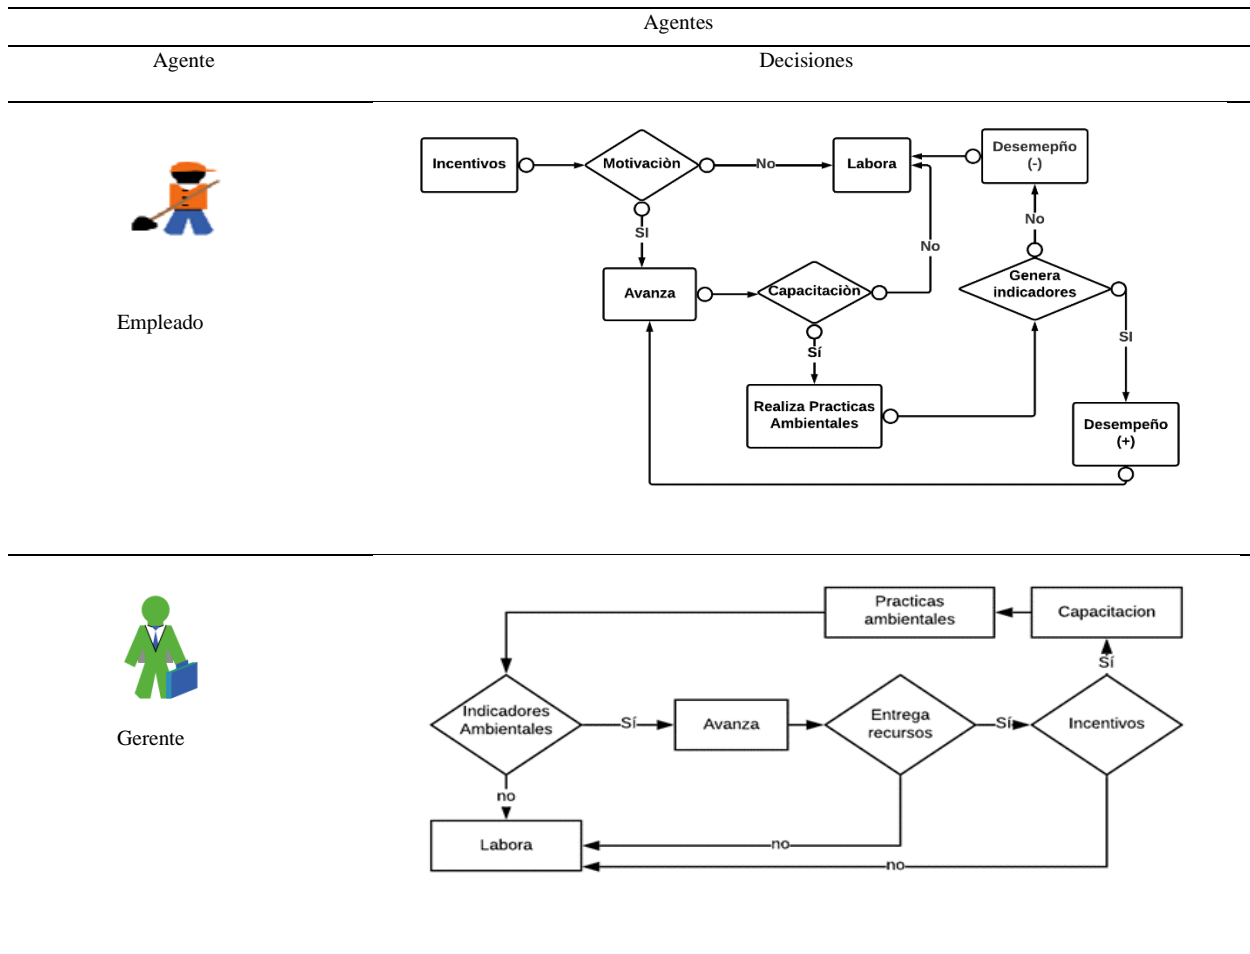 Agentes
Agente
Decisiones
Empleado
Incentivos
Motivaciòn
No
Labora
Desemepño
(-)
SI
No
No
Avanza
Capacitaciòn
Genera
indicadores
Sí
SI
Realiza Practicas
Ambientales
Desempeño
(+)
Gerente
Practicas
ambientales
Capacitacion
Sí
Indicadores
Ambientales
Sí
Avanza
Entrega
recursos
Sí
Incentivos
no
Labora
no
no